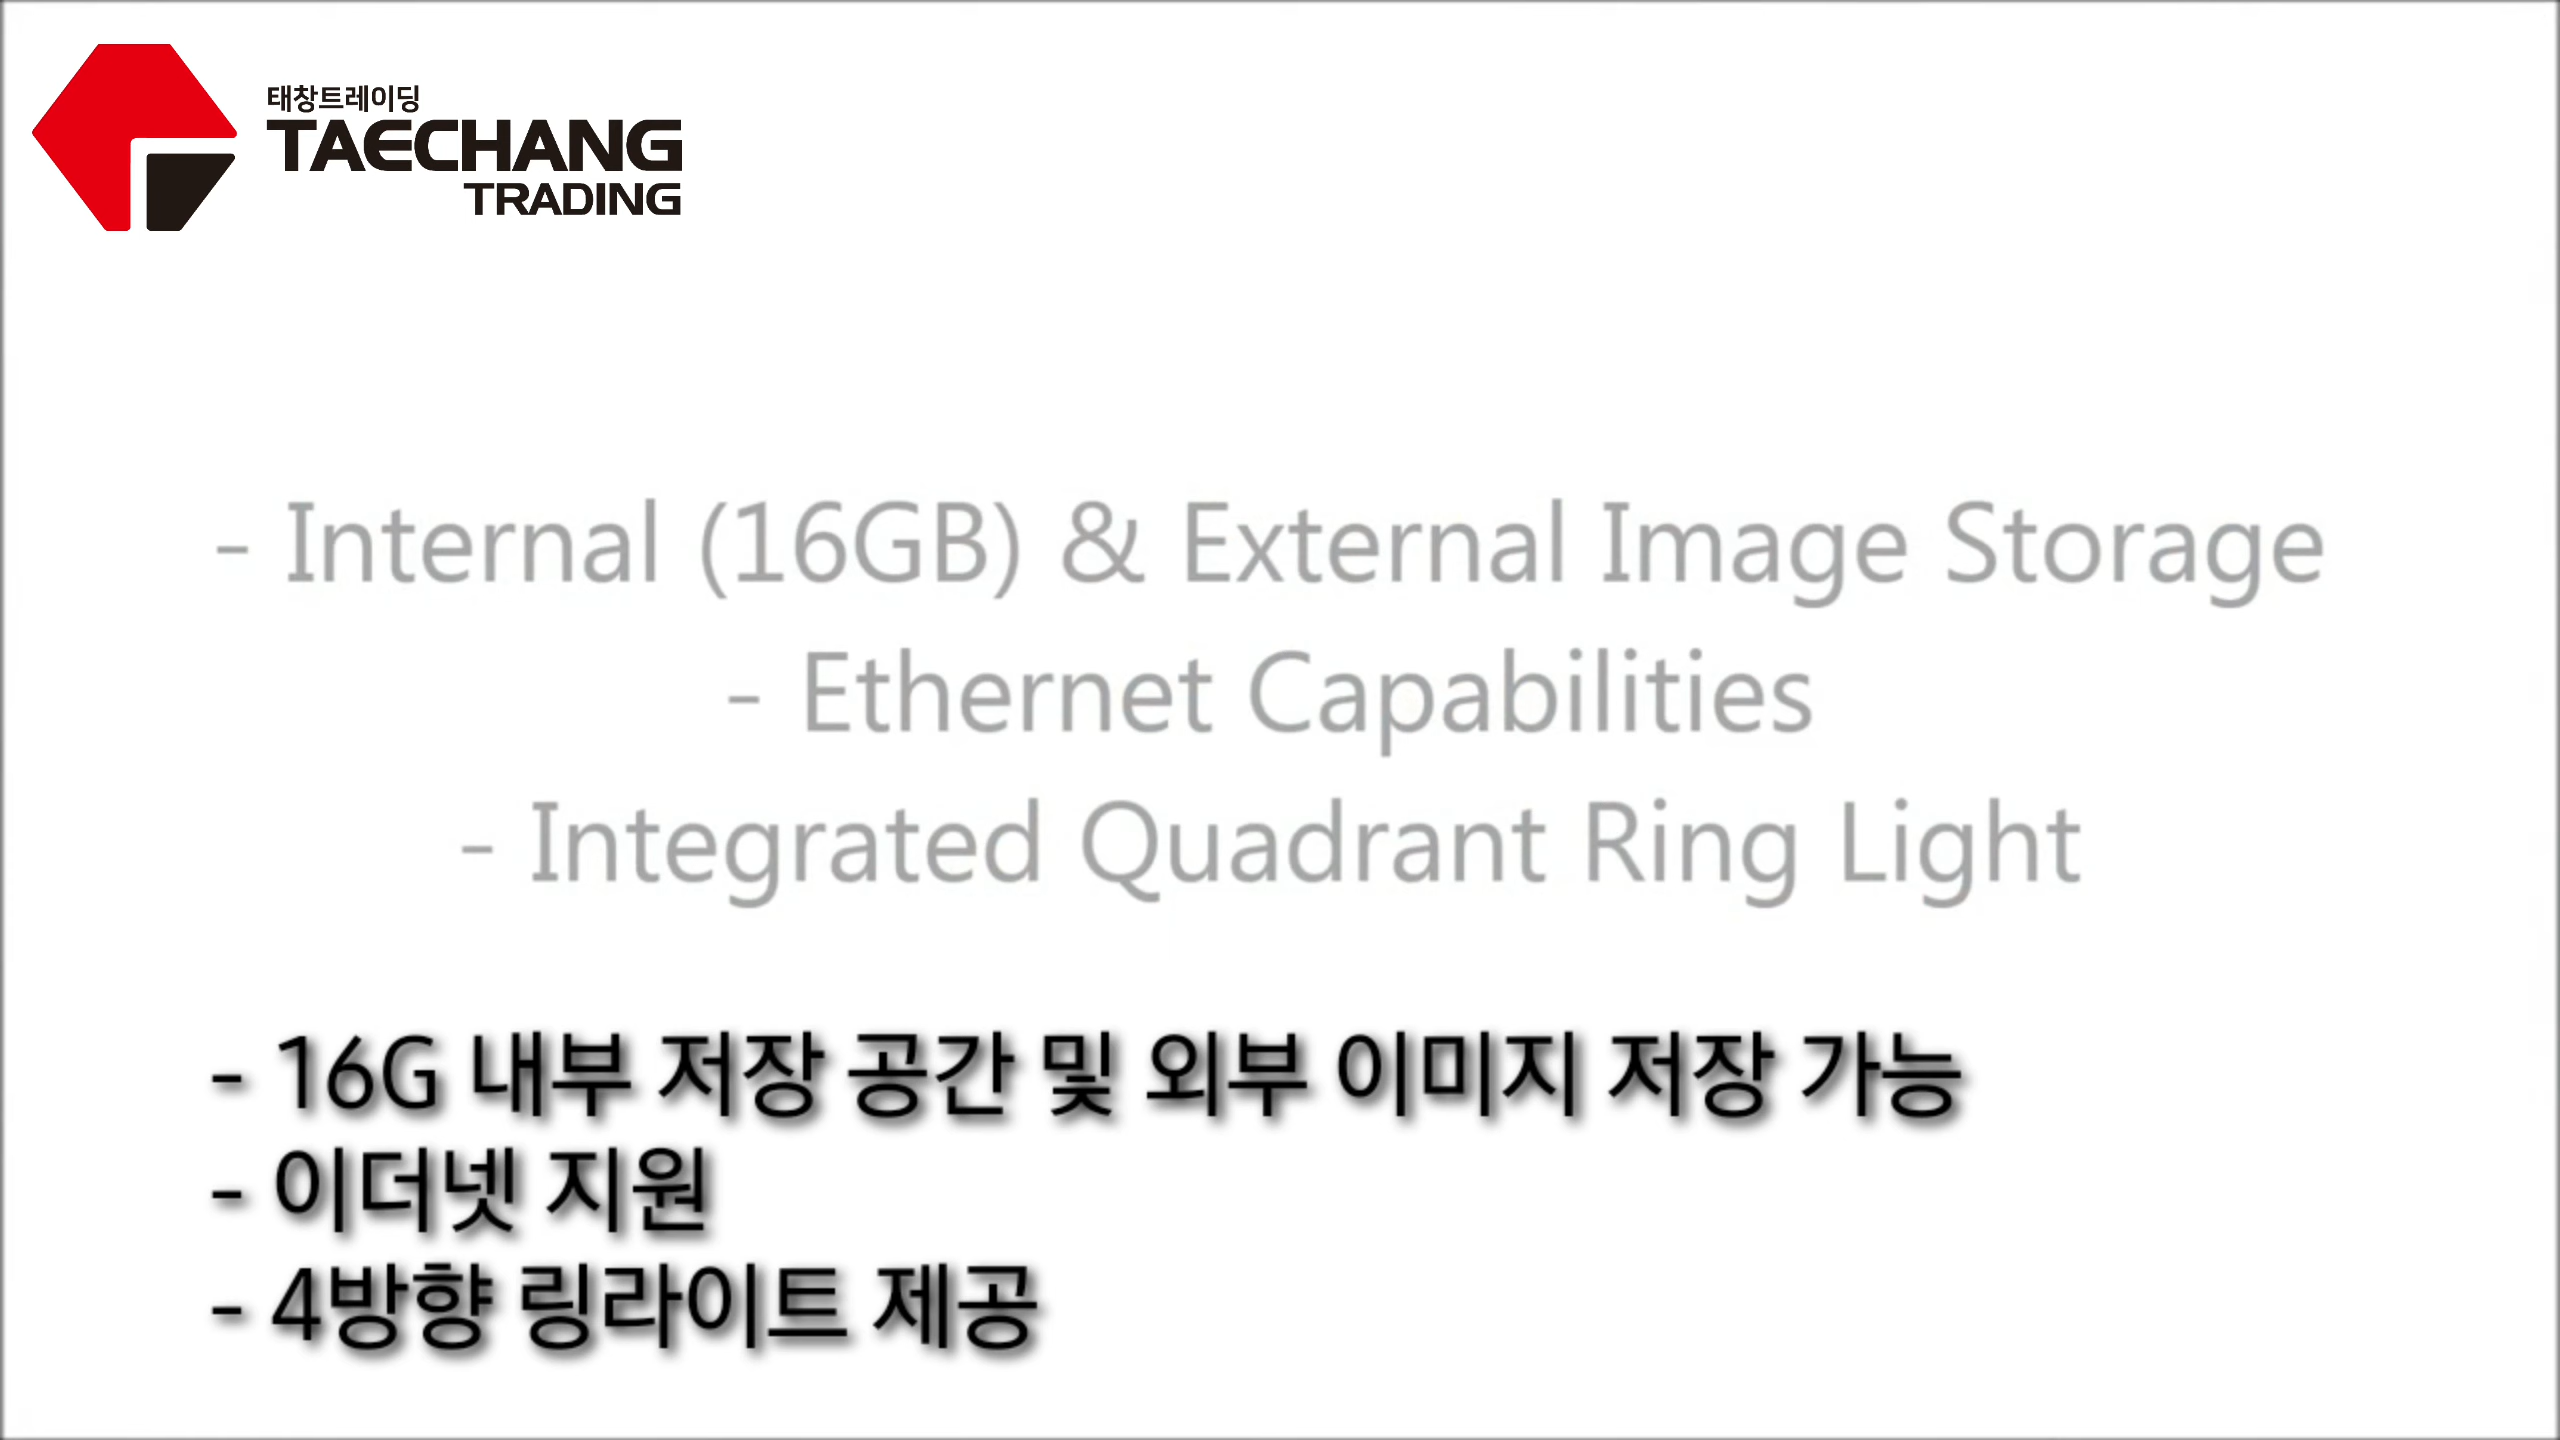 태창트레이딩
TAECHANG
TRADING
- Internal (16GB) & External Image Storage
- Ethernet Capabilities
- Integrated Quadrant Ring Light
- 16G 내부 저장 공간 및 외부 이미지 저장 가능
- 이더넷 지원
- 4방향 링라이트 제공